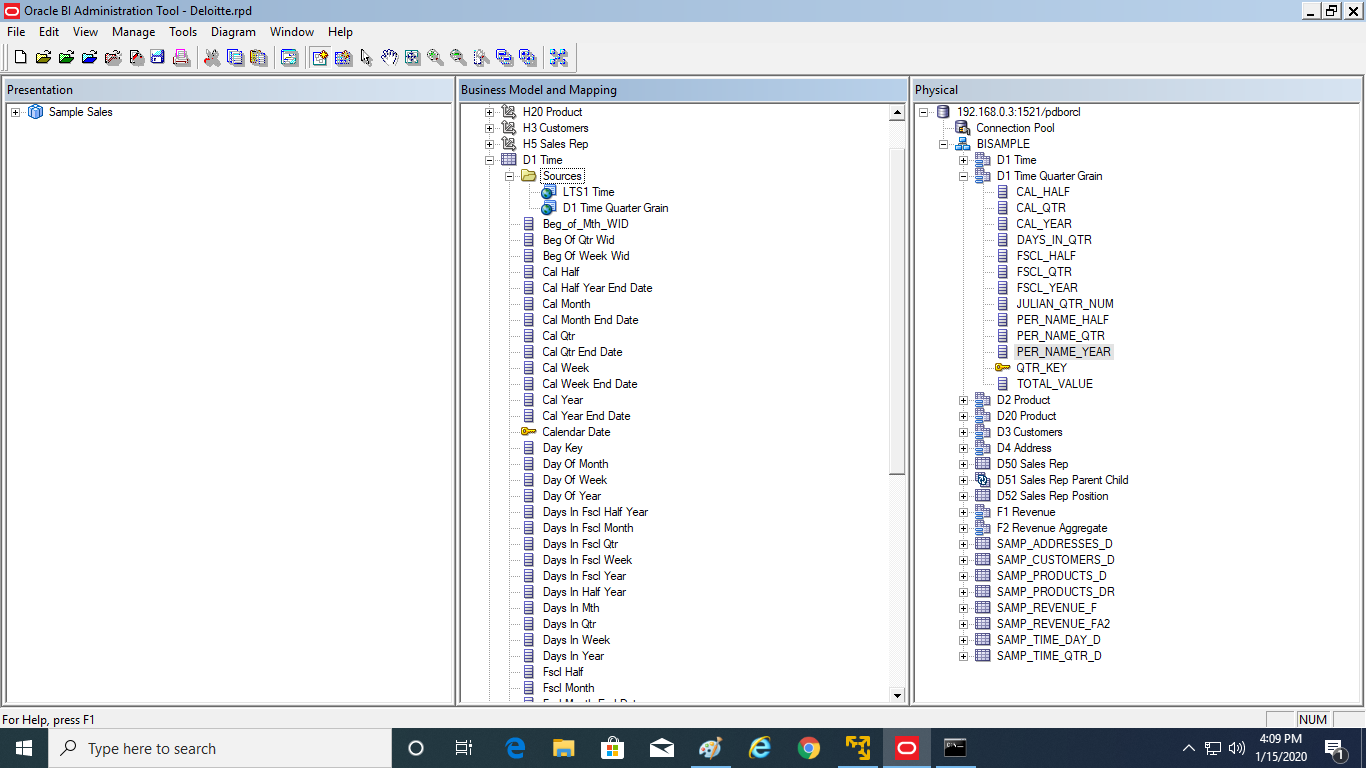 Oracle BI Administration Tool - Deloitte.rpd
File Edit View Manage Tools Diagram Window Help
Presentation
Sample Sales
Business Model and Mapping
H20 Product
H3 Customers
H5 Sales Rep
D1 Time
Sources
LTS1 Time
D1 Time Quarter Grain
Beg_of_Mth_WID
Beg Of Qtr Wid
Beg Of Week Wid
Cal Half
Cal Half Year End Date
Cal Month
Cal Month End Date
Cal Qtr
Cal Qtr End Date
Cal Week
Cal Week End Date
Cal Year
Cal Year End Date
Calendar Date
Day Key
Day Of Month
Day Of Week
Day Of Year
Days In Fscl Half Year
Days In Fscl Month
Days In Fscl Qtr
Days In Fscl Week
Days In Fscl Year
Days In Half Year
Days In Mth
Days In Qtr
Days In Week
Days In Year
Fscl Half
Fscl Month
Physical
192.168.0.3:1521/pdborcl
Connection Pool
BISAMPLE
D1 Time
D1 Time Quarter Grain
CAL_HALF
CAL_QTR
CAL_YEAR
DAYS_IN_QTR
FSCL_HALF
FSCL_QTR
FSCL_YEAR
JULIAN_QTR_NUM
PER_NAME_HALF
PER_NAME_QTR
PER_NAME_YEAR
QTR_KEY
TOTAL_VALUE
D2 Product
D20 Product
D3 Customers
D4 Address
D50 Sales Rep
D51 Sales Rep Parent Child
D52 Sales Rep Position
F1 Revenue
F2 Revenue Aggregate
SAMP_ADDRESSES_D
SAMP_CUSTOMERS_D
SAMP_PRODUCTS_D
SAMP_PRODUCTS_DR
SAMP_REVENUE_F
SAMP_REVENUE_FA2
SAMP_TIME_DAY_D
SAMP_TIME_QTR_D
For Help, press F1
NUM
Type here to search
4:09 PM
1/15/2020
1